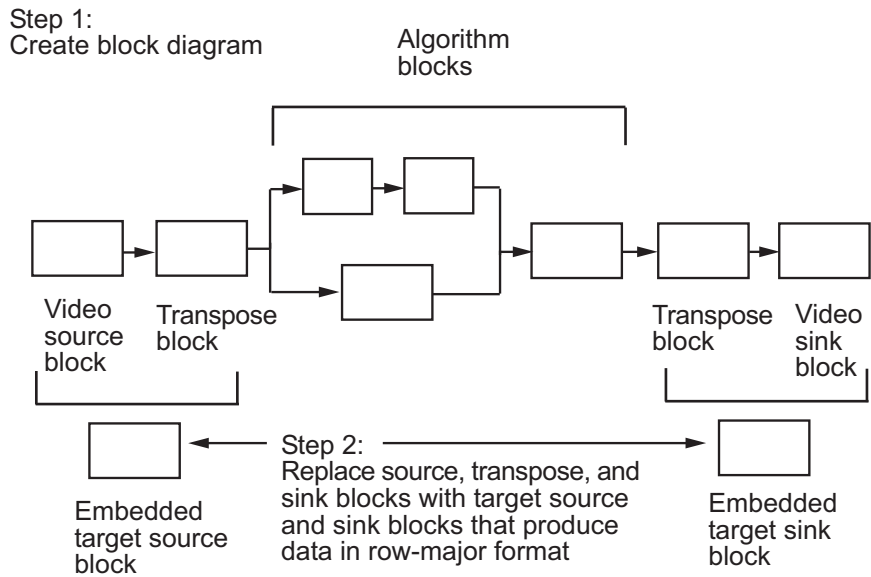 Step 1:
Create block diagram
Algorithm
blocks
Video
source
block
Transpose
block
Transpose
block
Video
sink
block
Step 2:
Replace source, transpose, and
sink blocks with target source
and sink blocks that produce
data in row-major format
Embedded
target source
block
Embedded
target sink
block